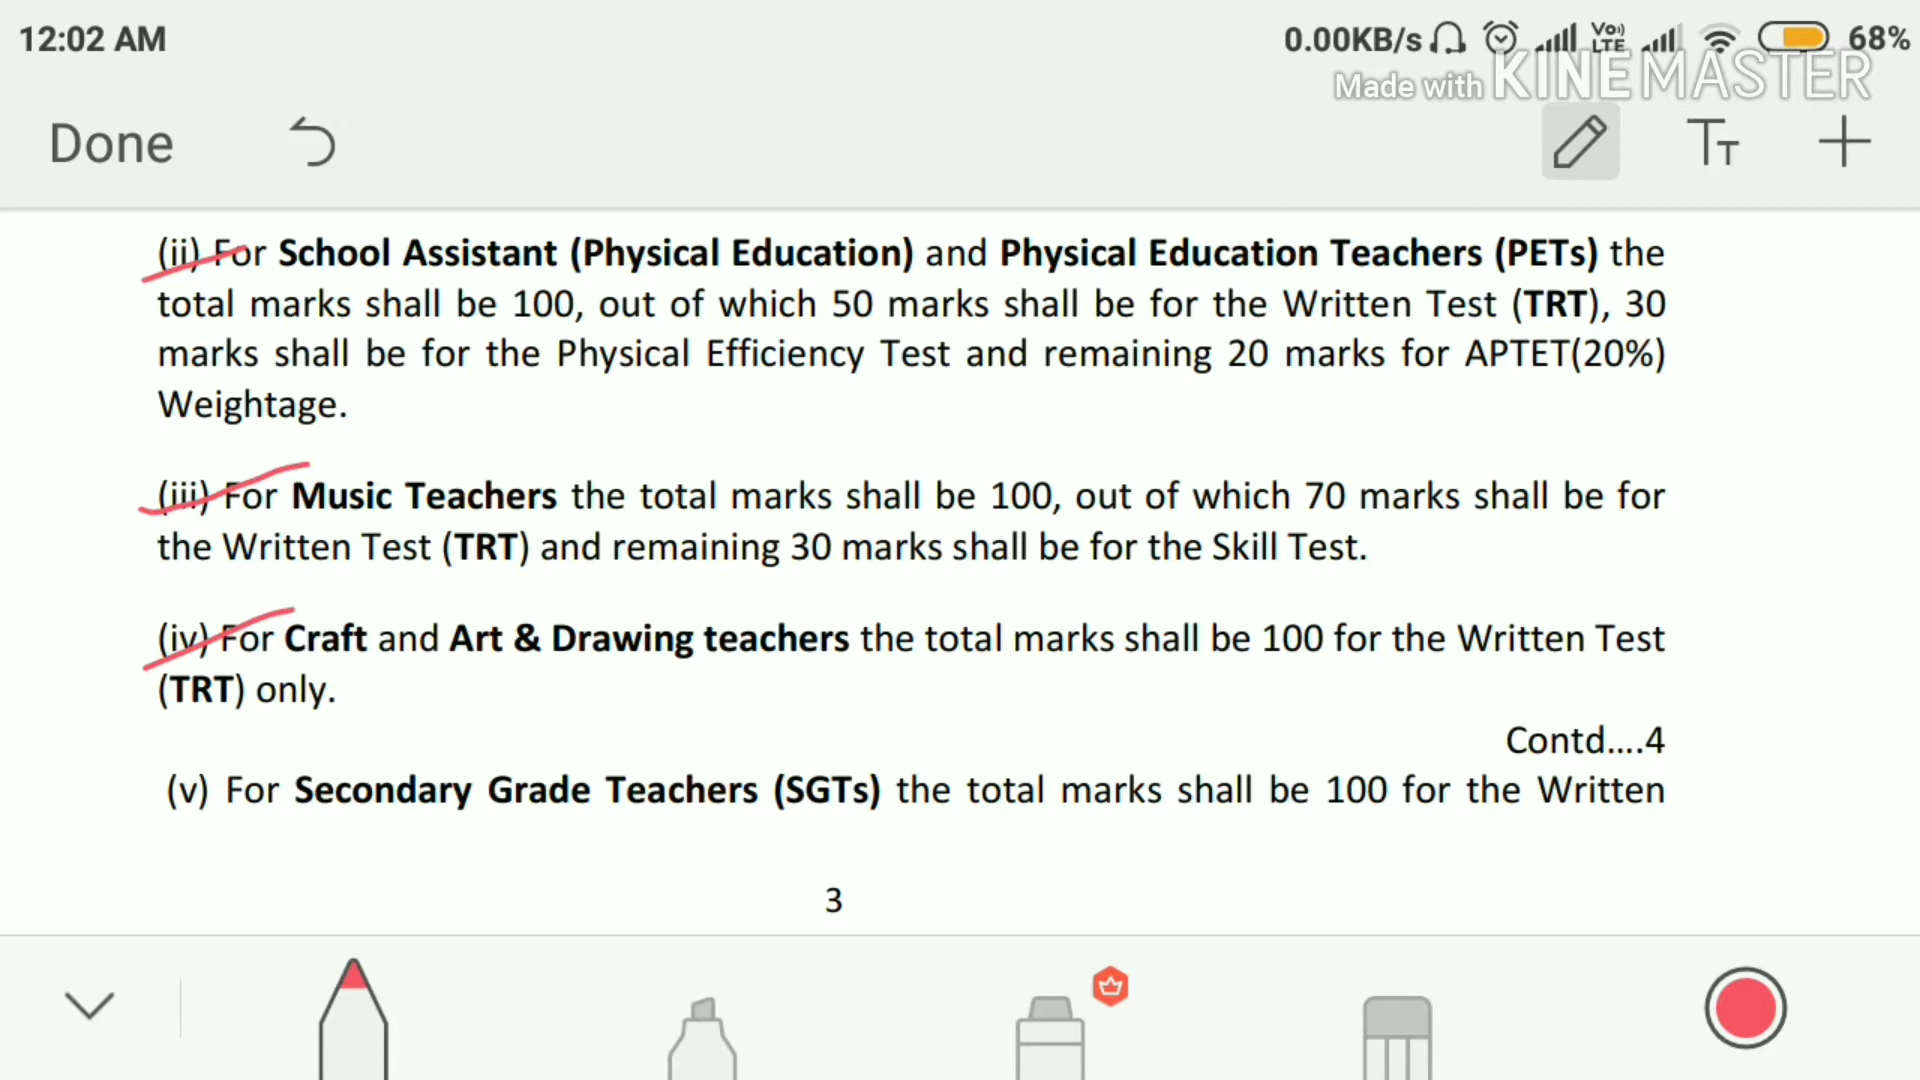 12:02 AM
0.00KB/s Vo) LTE 68%
Made with KINEMASTER
Done
TT
(ii) For School Assistant (Physical Education) and Physical Education Teachers (PETs) the
total marks shall be 100, out of which 50 marks shall be for the Written Test (TRT), 30
marks shall be for the Physical Efficiency Test and remaining 20 marks for APTET(20%)
Weightage.
(iii) For Music Teachers the total marks shall be 100, out of which 70 marks shall be for
the Written Test (TRT) and remaining 30 marks shall be for the Skill Test.
(iv) For Craft and Art & Drawing teachers the total marks shall be 100 for the Written Test
(TRT) only.
Contd....4
(v) For Secondary Grade Teachers (SGTs) the total marks shall be 100 for the Written
3